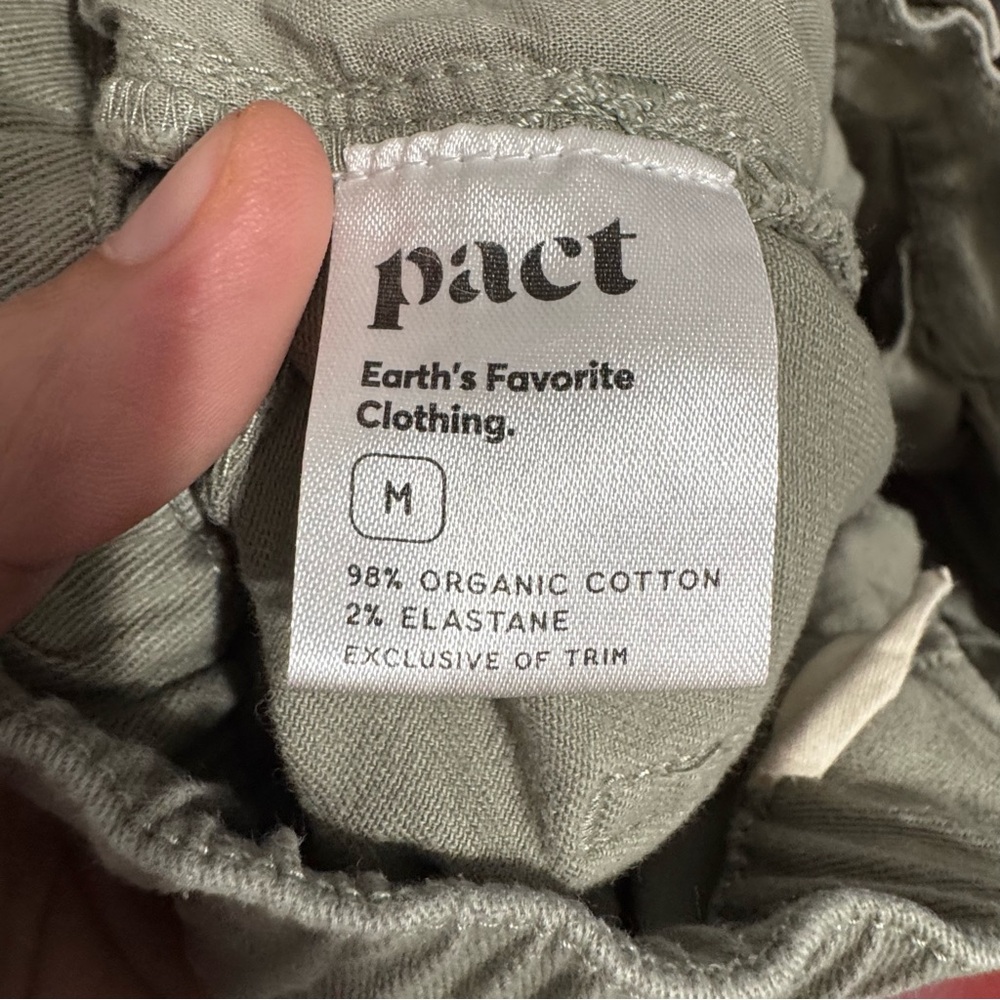 pact
Earth's Favorite
Clothing.
M
98% ORGANIC COTTON
2% ELASTANE
EXCLUSIVE OF TRIM